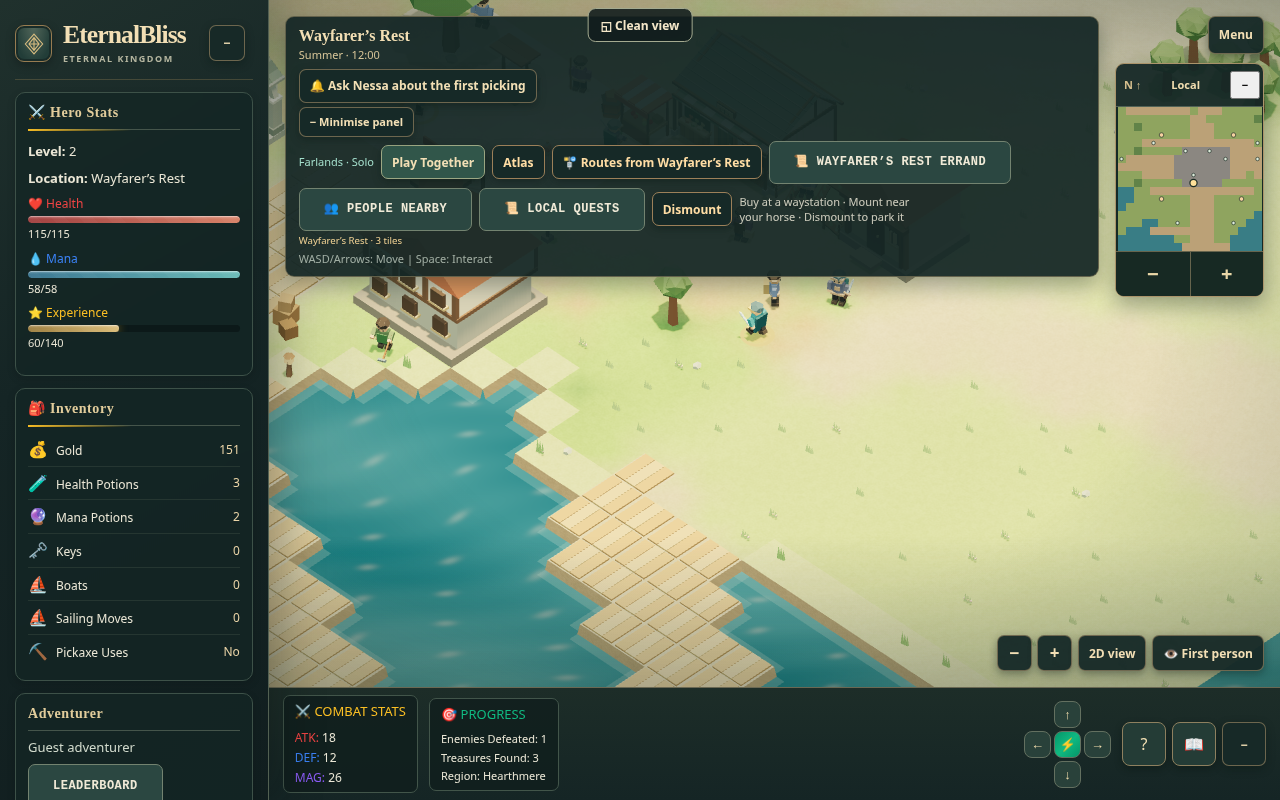 EternalBliss
ETERNAL KINGDOM
−
⚔️ Hero Stats
Level: 2
Location: Wayfarer’s Rest
❤️ Health
115/115
💧 Mana
58/58
⭐ Experience
60/140
🎒 Inventory
💰 Gold 151
🧪 Health Potions 3
🔮 Mana Potions 2
🗝️ Keys 0
⛵ Boats 0
⛵ Sailing Moves 0
⛏️ Pickaxe Uses No
Adventurer
Guest adventurer
LEADERBOARD
◱ Clean view
Wayfarer’s Rest
Summer · 12:00
🔔 Ask Nessa about the first picking
− Minimise panel
Farlands · Solo
Play Together
Atlas
Routes from Wayfarer’s Rest
📜 WAYFARER’S REST ERRAND
👥 PEOPLE NEARBY
📜 LOCAL QUESTS
Dismount
Buy at a waystation · Mount near
your horse · Dismount to park it
Wayfarer’s Rest · 3 tiles
WASD/Arrows: Move | Space: Interact
Menu
N ↑ Local −
− +
− + 2D view 👁️ First person
⚔️ COMBAT STATS
ATK: 18
DEF: 12
MAG: 26
🎯 PROGRESS
Enemies Defeated: 1
Treasures Found: 3
Region: Hearthmere
↑
← ⚡ →
↓
? 📖 −